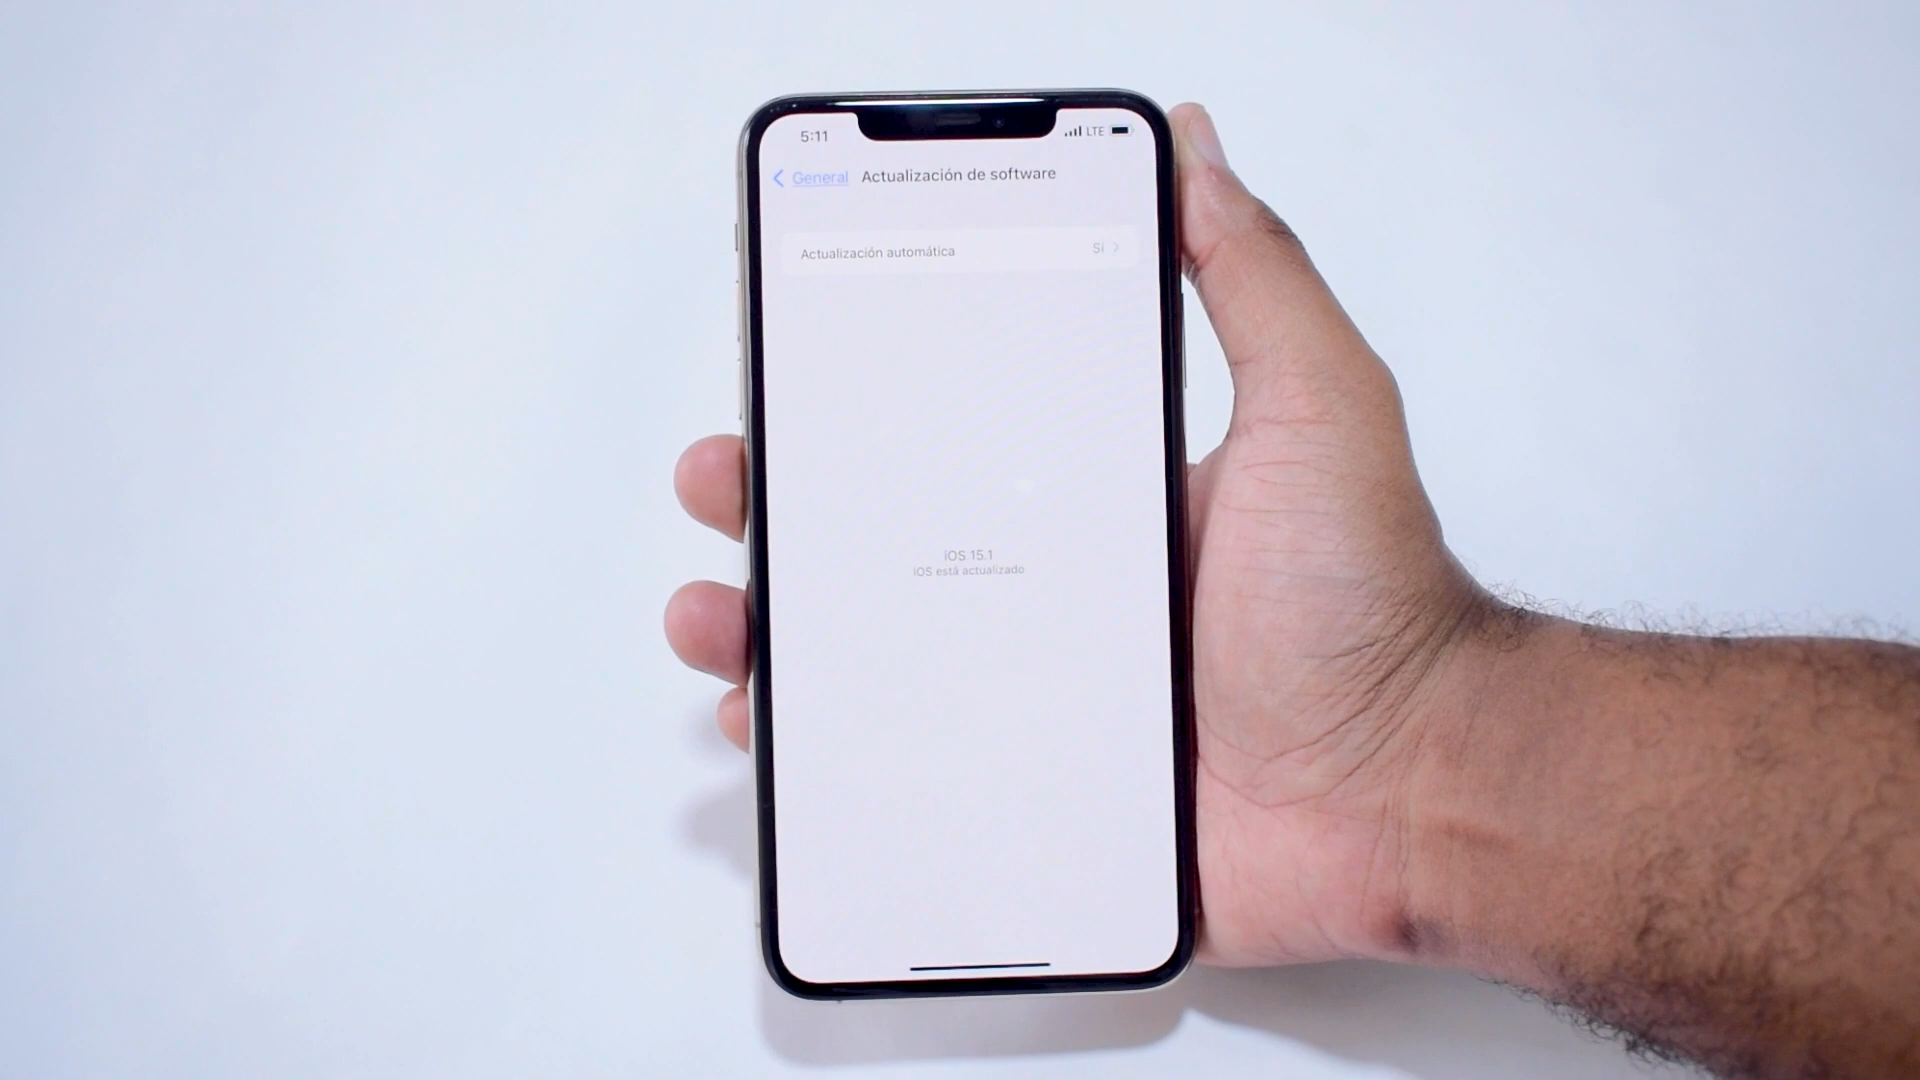 5:11
LTE
General Actualización de software
Actualización automática Sí
iOS 15.1
iOS está actualizado